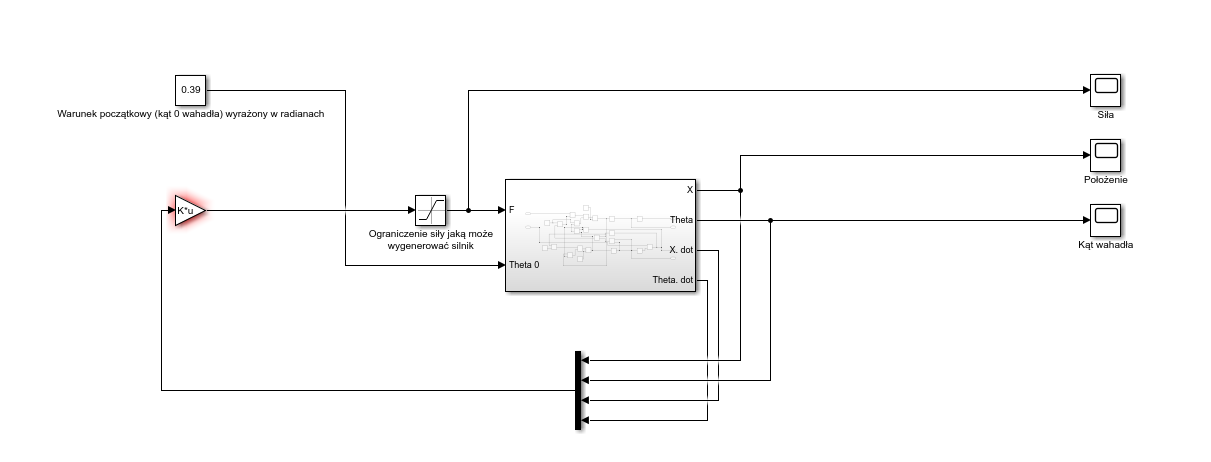 0.39
Warunek początkowy (kąt 0 wahadła) wyrażony w radianach
Siła
Położenie
K*u
Ograniczenie siły jaką może
wygenerować silnik
F
Theta 0
X
Theta
X. dot
Theta. dot
Kąt wahadła